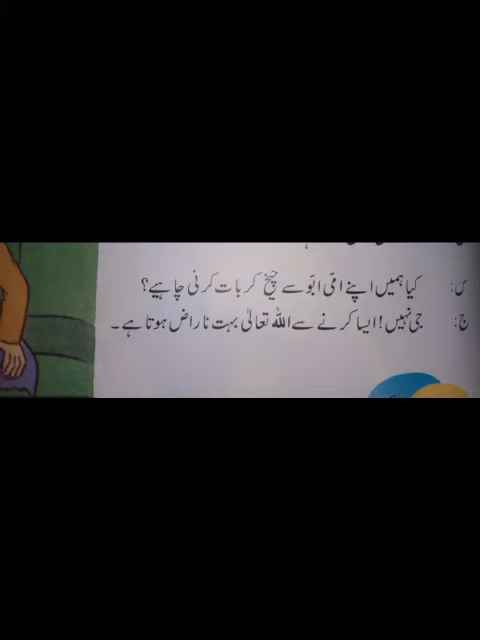 س: کیا ہمیں اپنے امّی ابّو سے چیخ کر بات کرنی چاہیے؟
ج: جی نہیں! ایسا کرنے سے اللہ تعالیٰ بہت ناراض ہوتا ہے۔